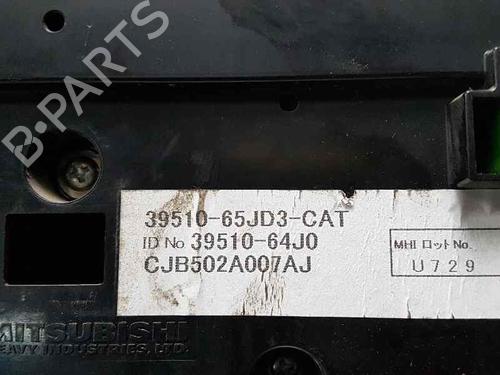 B-PARTS
39510-65JD3-CAT
ID No 39510-64J0
CJB502A007AJ
MHI ロット No.
U729
MITSUBISHI
HEAVY INDUSTRIES, LTD.